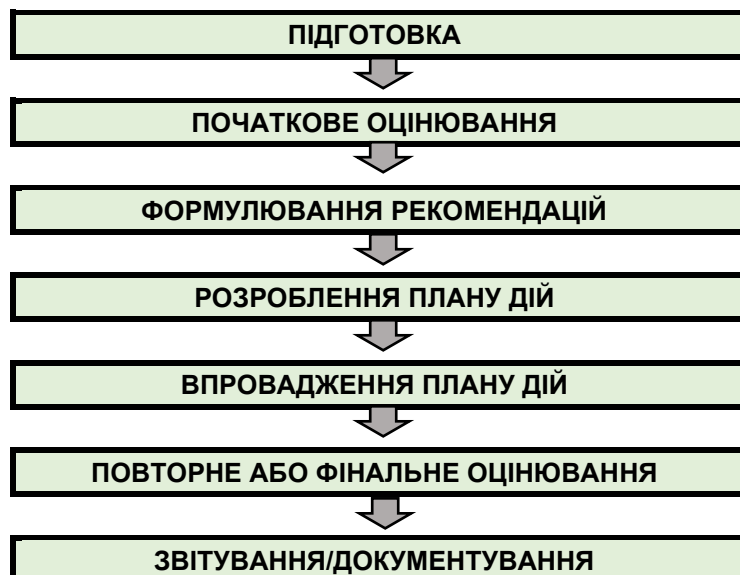 ПІДГОТОВКА
ПОЧАТКОВЕ ОЦІНЮВАННЯ
ФОРМУЛЮВАННЯ РЕКОМЕНДАЦІЙ
РОЗРОБЛЕННЯ ПЛАНУ ДІЙ
ВПРОВАДЖЕННЯ ПЛАНУ ДІЙ
ПОВТОРНЕ АБО ФІНАЛЬНЕ ОЦІНЮВАННЯ
ЗВІТУВАННЯ/ДОКУМЕНТУВАННЯ